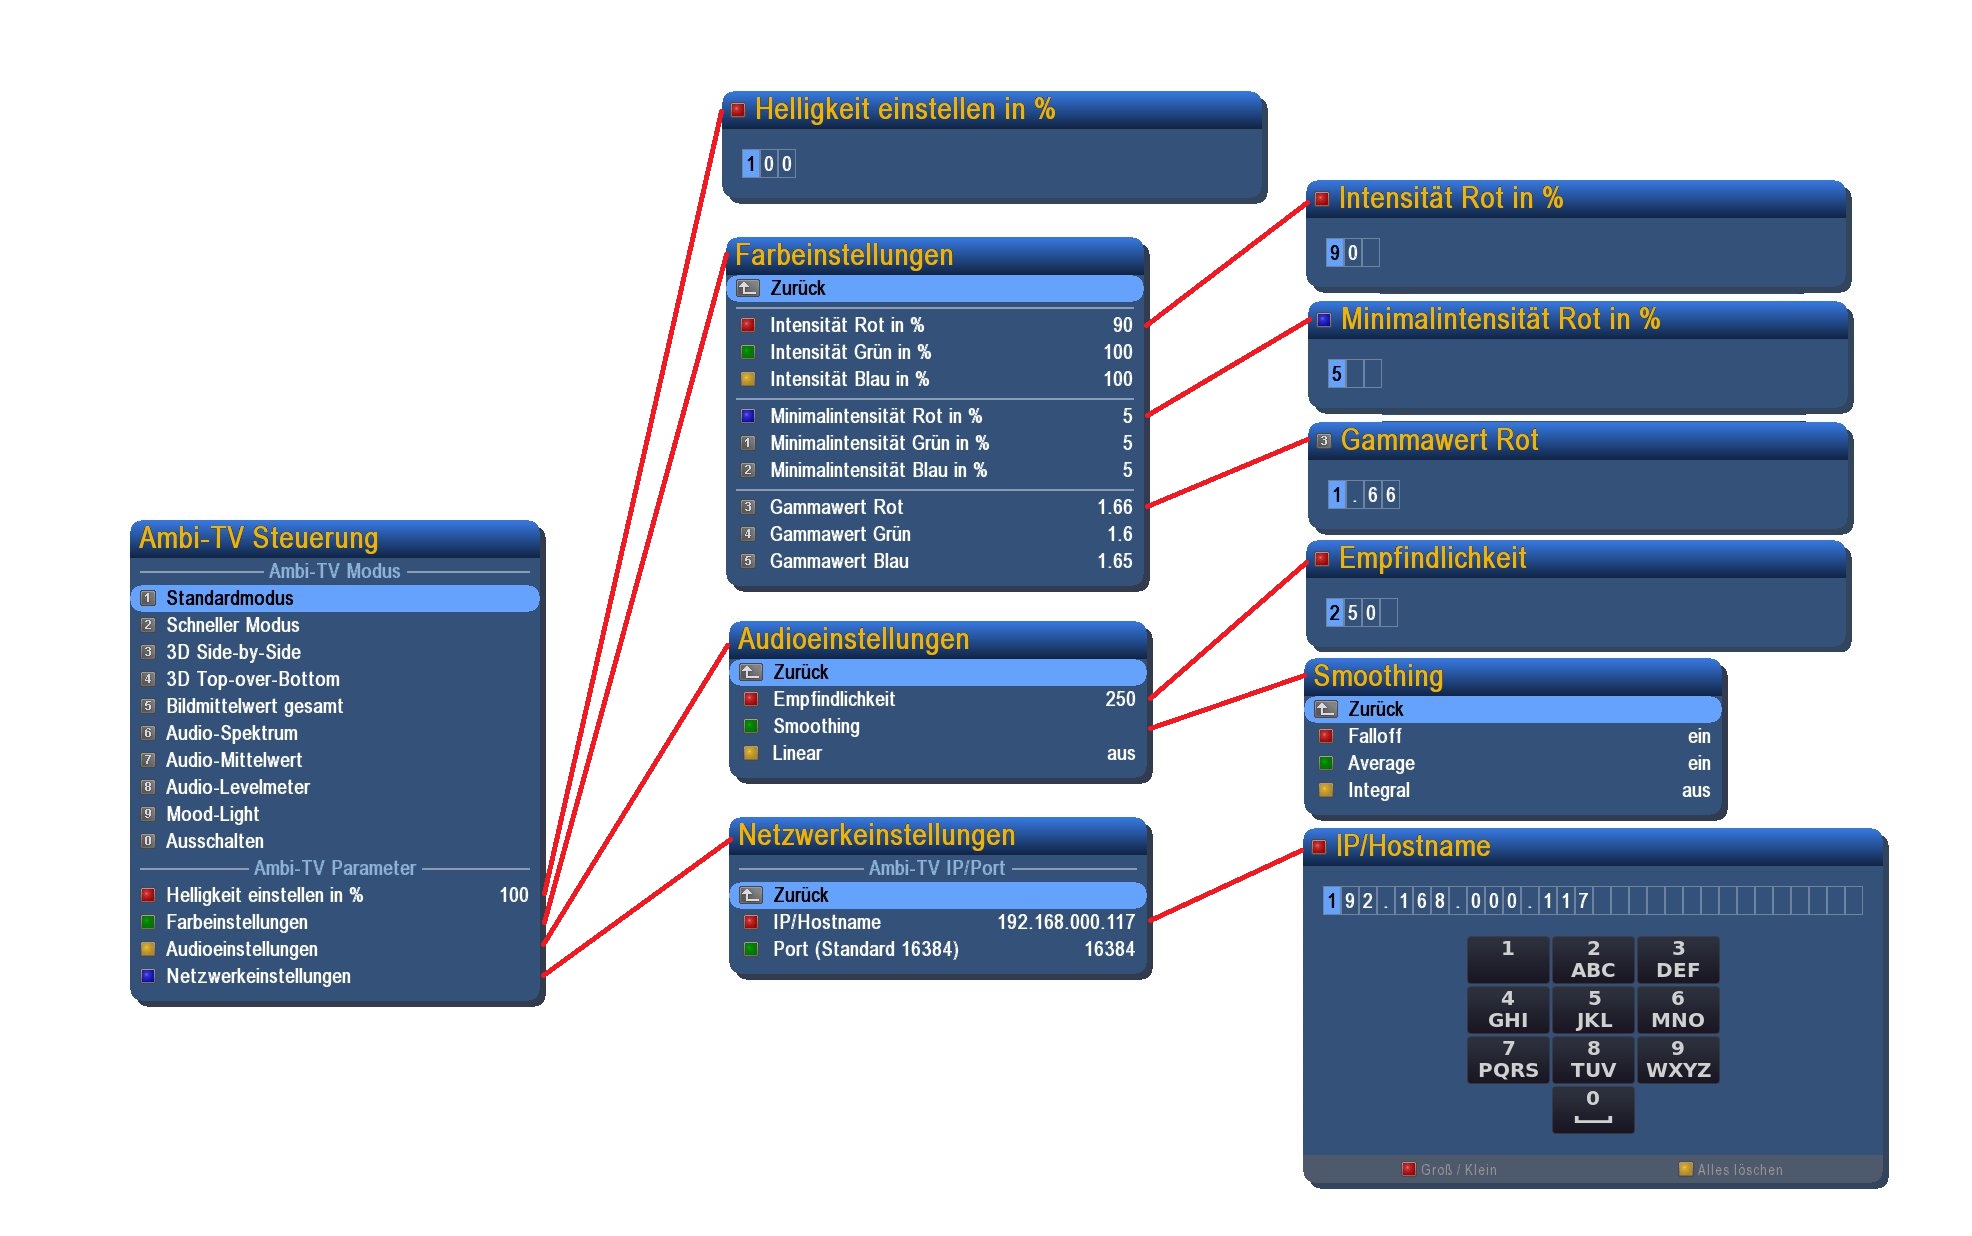 Helligkeit einstellen in %
100
Intensität Rot in %
90
Farbeinstellungen
Zurück
Intensität Rot in % 90
Intensität Grün in % 100
Intensität Blau in % 100
Minimalintensität Rot in % 5
1 Minimalintensität Grün in % 5
2 Minimalintensität Blau in % 5
3 Gammawert Rot 1.66
4 Gammawert Grün 1.6
5 Gammawert Blau 1.65
Minimalintensität Rot in %
5
3 Gammawert Rot
1.66
Ambi-TV Steuerung
Ambi-TV Modus
1 Standardmodus
2 Schneller Modus
3 3D Side-by-Side
4 3D Top-over-Bottom
5 Bildmittelwert gesamt
6 Audio-Spektrum
7 Audio-Mittelwert
8 Audio-Levelmeter
9 Mood-Light
0 Ausschalten
Ambi-TV Parameter
Helligkeit einstellen in % 100
Farbeinstellungen
Audioeinstellungen
Netzwerkeinstellungen
Audioeinstellungen
Zurück
Empfindlichkeit 250
Smoothing
Linear aus
Empfindlichkeit
250
Smoothing
Zurück
Falloff ein
Average ein
Integral aus
Netzwerkeinstellungen
Ambi-TV IP/Port
Zurück
IP/Hostname 192.168.000.117
Port (Standard 16384) 16384
IP/Hostname
192.168.000.117
1 2 3
ABC DEF
4 5 6
GHI JKL MNO
7 8 9
PQRS TUV WXYZ
0
Groß / Klein Alles löschen